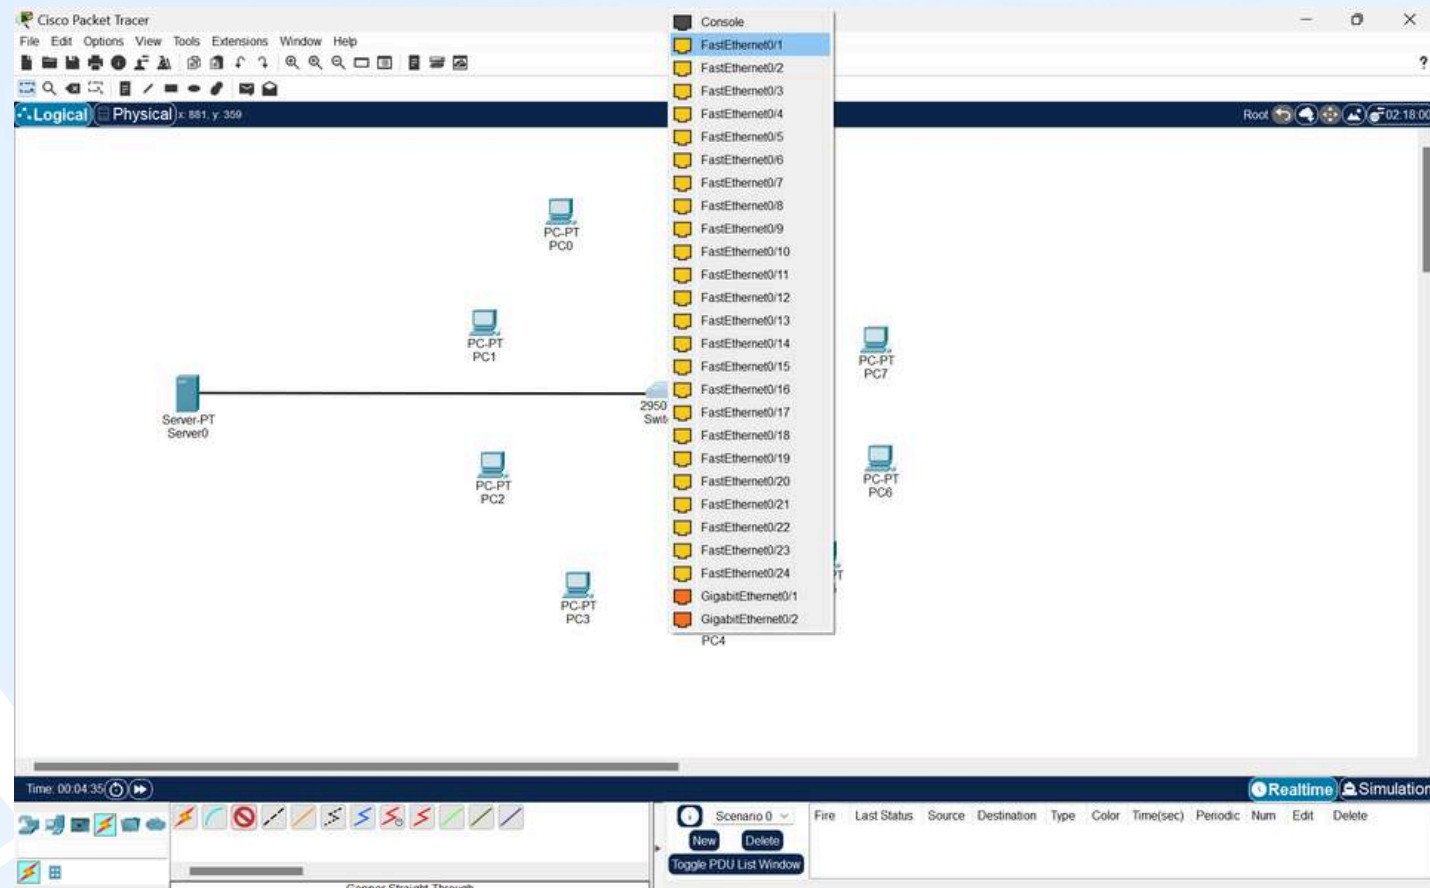 Cisco Packet Tracer
File Edit Options View Tools Extensions Window Help
?
Logical Physical x: 881, y: 359
Root 02:18:00
Console
FastEthernet0/1
FastEthernet0/2
FastEthernet0/3
FastEthernet0/4
FastEthernet0/5
FastEthernet0/6
FastEthernet0/7
FastEthernet0/8
FastEthernet0/9
FastEthernet0/10
FastEthernet0/11
FastEthernet0/12
FastEthernet0/13
FastEthernet0/14
FastEthernet0/15
FastEthernet0/16
FastEthernet0/17
FastEthernet0/18
FastEthernet0/19
FastEthernet0/20
FastEthernet0/21
FastEthernet0/22
FastEthernet0/23
FastEthernet0/24
GigabitEthernet0/1
GigabitEthernet0/2
PC-PT
PC0
PC-PT
PC1
PC-PT
PC7
Server-PT
Server0
2950
PC-PT
PC2
PC-PT
PC6
PC-PT
PC3
PC4
Time: 00:04:35
Realtime Simulation
Scenario 0
New Delete
Toggle PDU List Window
Fire Last Status Source Destination Type Color Time(sec) Periodic Num Edit Delete
Copper Straight-Through